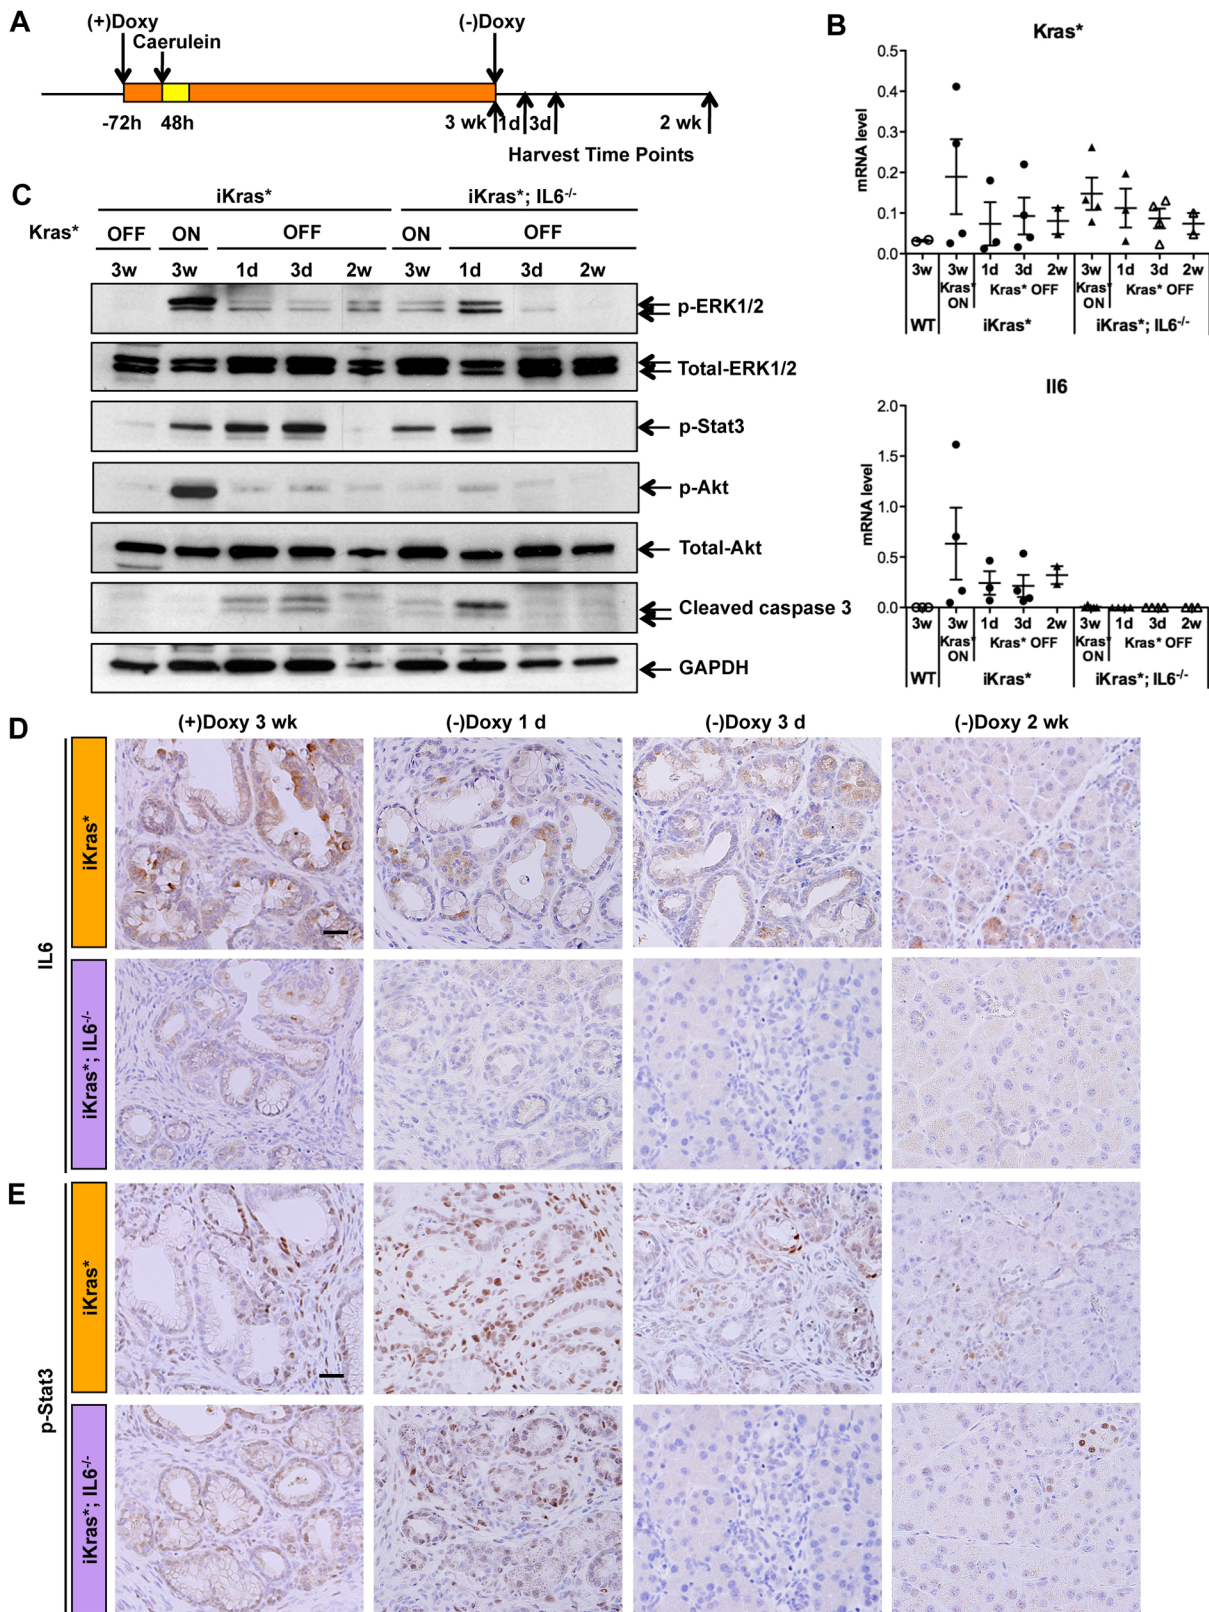 A
(+)Doxy
Caerulein
(-)Doxy
-72h
48h
3 wk
1d
3d
2 wk
Harvest Time Points
B
Kras*
mRNA level
0.5
0.4
0.3
0.2
0.1
0.0
3w 3w 1d 3d 2w 3w 1d 3d 2w
Kras* ON
Kras* OFF
Kras* ON
Kras* OFF
WT
iKras*
iKras*; IL6-/-
Il6
mRNA level
2.0
1.5
1.0
0.5
0.0
3w 3w 1d 3d 2w 3w 1d 3d 2w
Kras* ON
Kras* OFF
Kras* ON
Kras* OFF
WT
iKras*
iKras*; IL6-/-
C
iKras*
iKras*; IL6-/-
Kras*
OFF ON OFF ON OFF
3w 3w 1d 3d 2w 3w 1d 3d 2w
p-ERK1/2
Total-ERK1/2
p-Stat3
p-Akt
Total-Akt
Cleaved caspase 3
GAPDH
D
(+)Doxy 3 wk
(-)Doxy 1 d
(-)Doxy 3 d
(-)Doxy 2 wk
IL6
iKras*
iKras*; IL6-/-
E
p-Stat3
iKras*
iKras*; IL6-/-